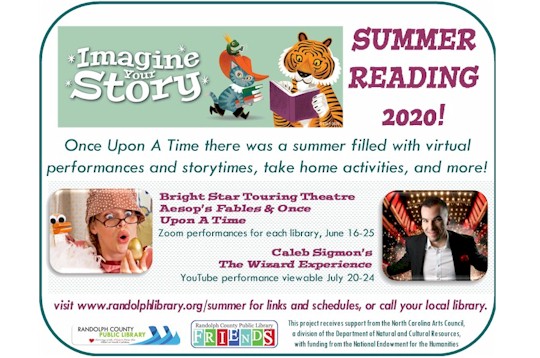 Imagine
Your
Story
SUMMER
READING
2020!
Once Upon A Time there was a summer filled with virtual
performances and storytimes, take home activities, and more!
Bright Star Touring Theatre
Aesop's Fables & Once
Upon A Time
Zoom performances for each library, June 16-25
Caleb Sigmon's
The Wizard Experience
YouTube performance viewable July 20-24
visit www.randolphlibrary.org/summer for links and schedules, or call your local library.
RANDOLPH COUNTY
PUBLIC LIBRARY
Randolph County Public Library
FRIENDS
This project receives support from the North Carolina Arts Council,
a division of the Department of Natural and Cultural Resources,
with funding from the National Endowment for the Humanities